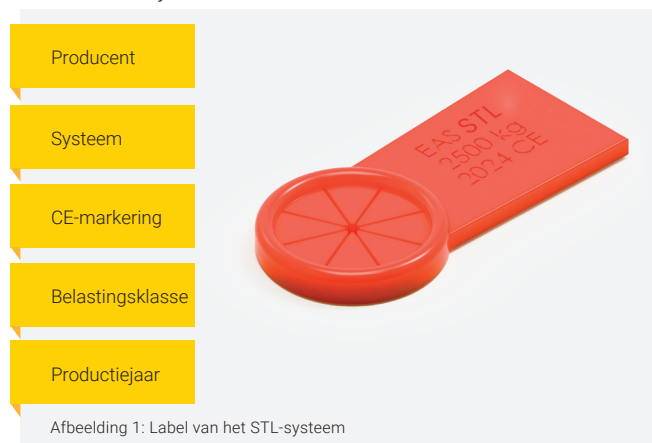 Producent
Systeem
CE-markering
Belastingsklasse
Productiejaar
EAS STL
2500 kg
2024 CE
Afbeelding 1: Label van het STL-systeem